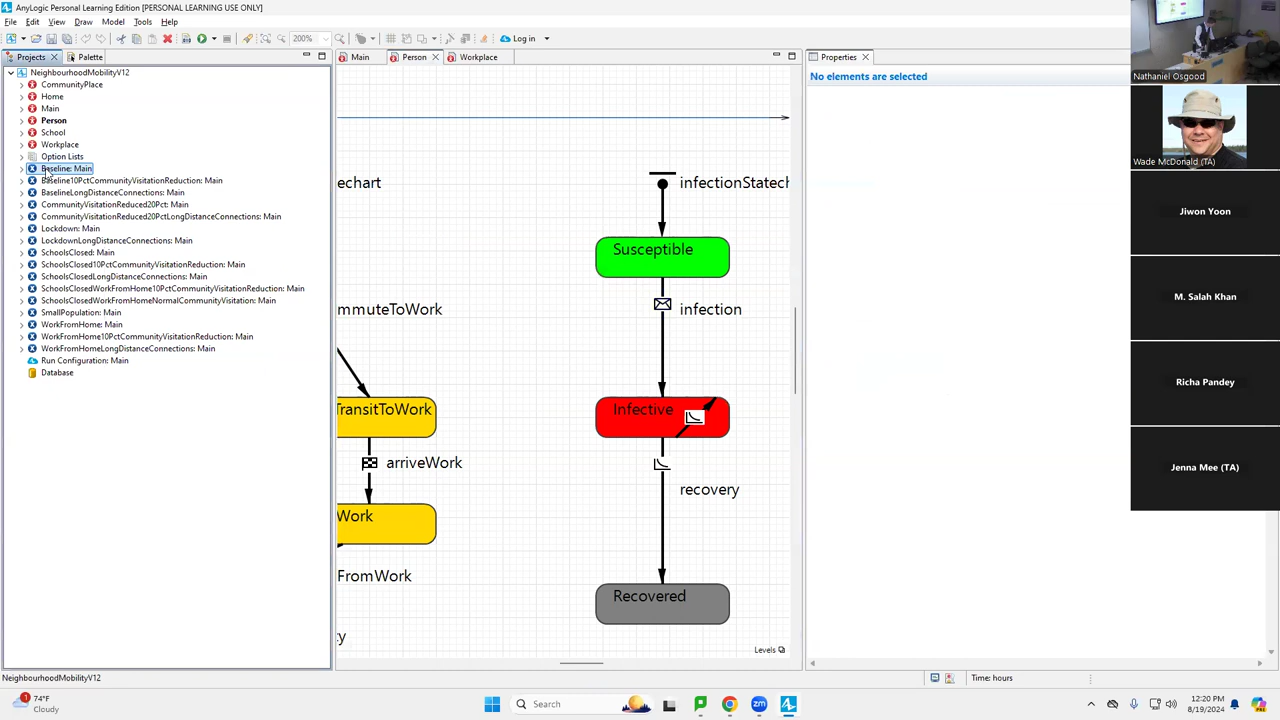 AnyLogic Personal Learning Edition [PERSONAL LEARNING USE ONLY]
File Edit View Draw Model Tools Help
200%
Log in
Projects
Palette
Main
Person
Workplace
Properties
NeighbourhoodMobilityV12
CommunityPlace
Home
Main
Person
School
Workplace
Option Lists
Baseline: Main
Baseline10PctCommunityVisitationReduction: Main
BaselineLongDistanceConnections: Main
CommunityVisitationReduced20Pct: Main
CommunityVisitationReduced20PctLongDistanceConnections: Main
Lockdown: Main
LockdownLongDistanceConnections: Main
SchoolsClosed: Main
SchoolsClosed10PctCommunityVisitationReduction: Main
SchoolsClosedLongDistanceConnections: Main
SchoolsClosedWorkFromHome10PctCommunityVisitationReduction: Main
SchoolsClosedWorkFromHomeNormalCommunityVisitation: Main
SmallPopulation: Main
WorkFromHome: Main
WorkFromHome10PctCommunityVisitationReduction: Main
WorkFromHomeLongDistanceConnections: Main
Run Configuration: Main
Database
echart
infectionStatech
Susceptible
mmuteToWork
infection
TransitToWork
Infective
arriveWork
recovery
Work
FromWork
Recovered
ty
Levels
No elements are selected
Nathaniel Osgood
Wade McDonald (TA)
Jiwon Yoon
M. Salah Khan
Richa Pandey
Jenna Mee (TA)
NeighbourhoodMobilityV12
Time: hours
1
74°F
Cloudy
Search
12:20 PM
8/19/2024